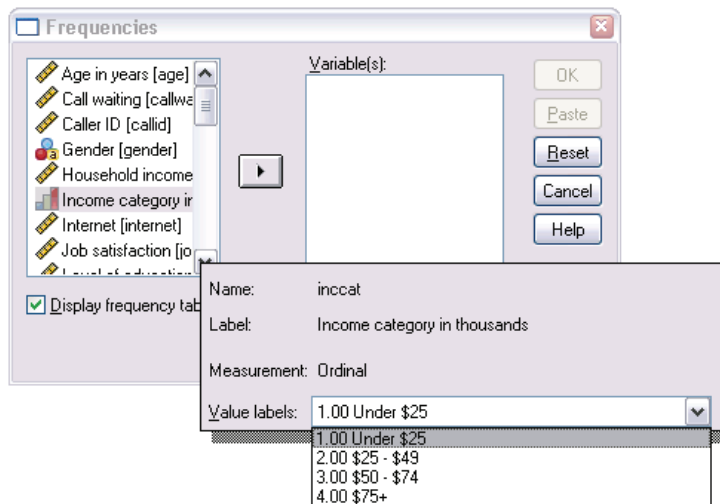 Frequencies
Age in years [age]
Call waiting [callwa
Caller ID [callid]
Gender [gender]
Household income
Income category in
Internet [internet]
Job satisfaction [jo
Display frequency tab
Variable(s):
OK
Paste
Reset
Cancel
Help
Name: inccat
Label: Income category in thousands
Measurement: Ordinal
Value labels: 1.00 Under $25
1.00 Under $25
2.00 $25 - $49
3.00 $50 - $74
4.00 $75+